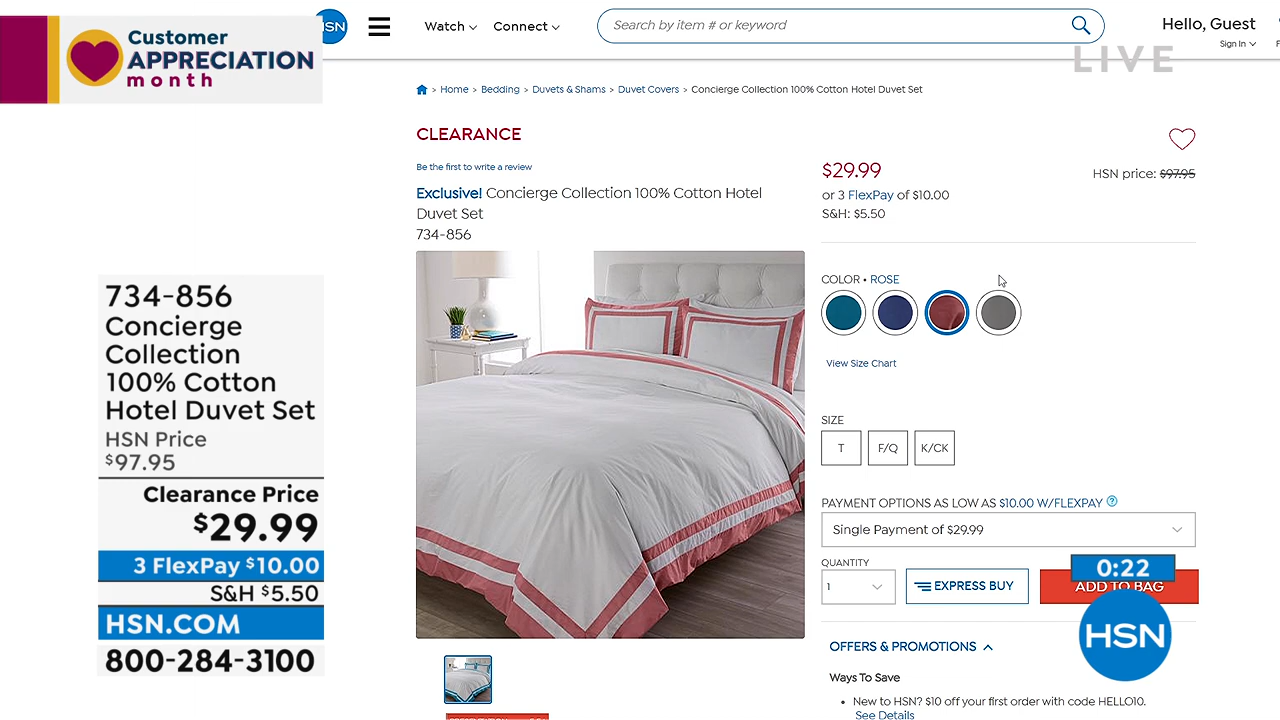 Customer
APPRECIATION
month
HSN
Watch
Connect
Search by item # or keyword
Hello, Guest
Sign In
LIVE
> Home > Bedding > Duvets & Shams > Duvet Covers > Concierge Collection 100% Cotton Hotel Duvet Set
CLEARANCE
Be the first to write a review
Exclusive! Concierge Collection 100% Cotton Hotel
Duvet Set
734-856
$29.99
HSN price: $97.95
or 3 FlexPay of $10.00
S&H: $5.50
COLOR • ROSE
View Size Chart
SIZE
T
F/Q
K/CK
PAYMENT OPTIONS AS LOW AS $10.00 W/FLEXPAY ?
Single Payment of $29.99
QUANTITY
1
EXPRESS BUY
ADD TO BAG
0:22
HSN
OFFERS & PROMOTIONS
Ways To Save
• New to HSN? $10 off your first order with code HELLO10.
See Details
734-856
Concierge
Collection
100% Cotton
Hotel Duvet Set
HSN Price
$97.95
Clearance Price
$29.99
3 FlexPay $10.00
S&H $5.50
HSN.COM
800-284-3100